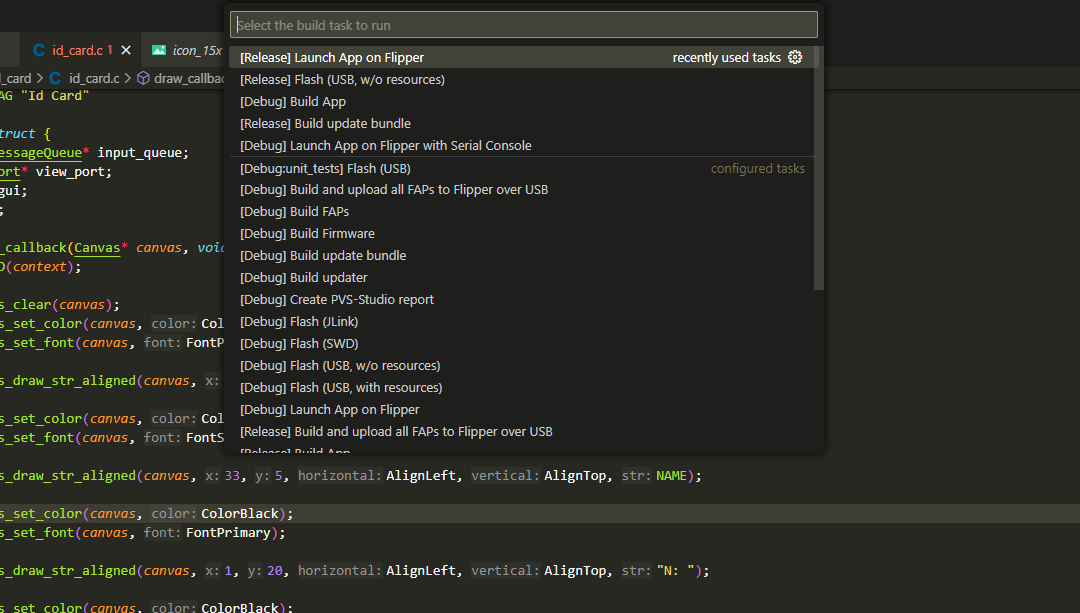 Select the build task to run
id_card.c 1
icon_15x
[Release] Launch App on Flipper recently used tasks
_card > id_card.c > draw_callbac
[Release] Flash (USB, w/o resources)
AG "Id Card"
[Debug] Build App
[Release] Build update bundle
truct {
[Debug] Launch App on Flipper with Serial Console
essageQueue* input_queue;
[Debug:unit_tests] Flash (USB) configured tasks
ort* view_port;
[Debug] Build and upload all FAPs to Flipper over USB
gui;
[Debug] Build FAPs
;
[Debug] Build Firmware
_callback(Canvas* canvas, void
[Debug] Build update bundle
D(context);
[Debug] Build updater
[Debug] Create PVS-Studio report
s_clear(canvas);
[Debug] Flash (JLink)
s_set_color(canvas, color: Col
[Debug] Flash (SWD)
s_set_font(canvas, font: FontP
[Debug] Flash (USB, w/o resources)
s_draw_str_aligned(canvas, x:
[Debug] Flash (USB, with resources)
[Debug] Launch App on Flipper
s_set_color(canvas, color: Col
[Release] Build and upload all FAPs to Flipper over USB
s_set_font(canvas, font: FontS
[Release] Build App
s_draw_str_aligned(canvas, x: 33, y: 5, horizontal: AlignLeft, vertical: AlignTop, str: NAME);
s_set_color(canvas, color: ColorBlack);
s_set_font(canvas, font: FontPrimary);
s_draw_str_aligned(canvas, x: 1, y: 20, horizontal: AlignLeft, vertical: AlignTop, str: "N: ");
s_set_color(canvas, color: ColorBlack);